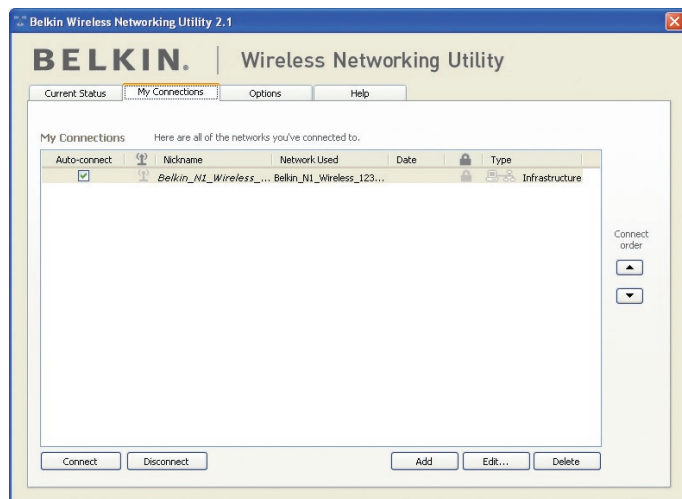 Belkin Wireless Networking Utility 2.1
BELKIN. | Wireless Networking Utility
Current Status My Connections Options Help
My Connections Here are all of the networks you've connected to.
Auto-connect Nickname Network Used Date Type
Belkin_N1_Wireless_... Belkin_N1_Wireless_123... Infrastructure
Connect order
Connect Disconnect Add Edit... Delete